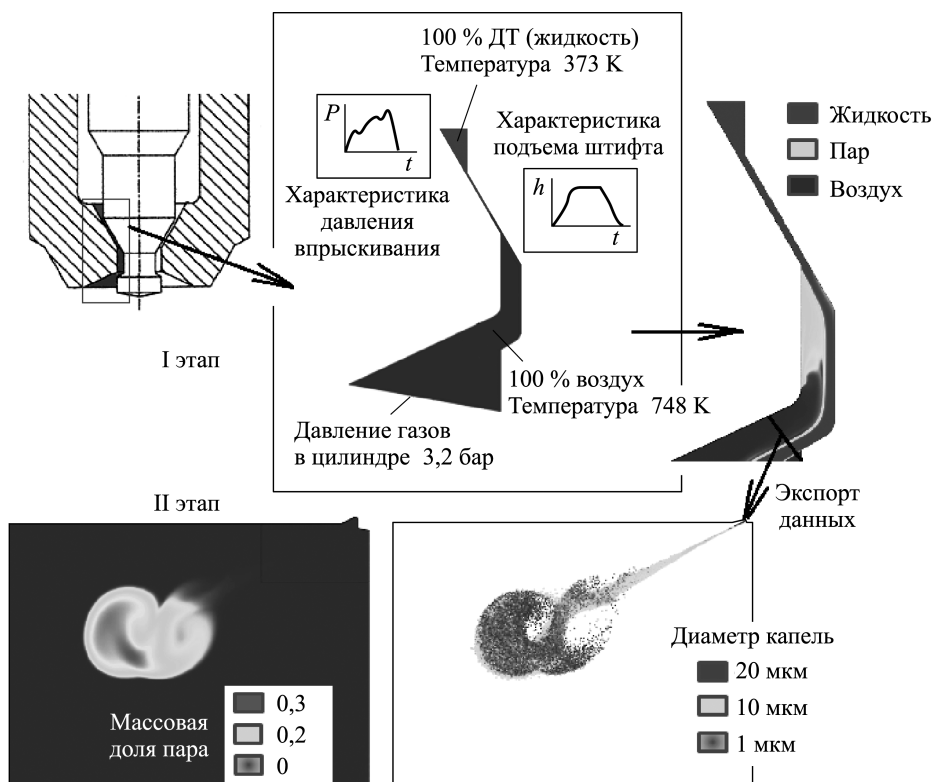 100 % ДТ (жидкость)
Температура 373 K
P
t
Характеристика
давления
впрыскивания
Характеристика
подъема штифта
h
t
Жидкость
Пар
Воздух
I этап
100 % воздух
Температура 748 K
Давление газов
в цилиндре 3,2 бар
II этап
Экспорт
данных
Массовая
доля пара
0,3
0,2
0
Диаметр капель
20 мкм
10 мкм
1 мкм